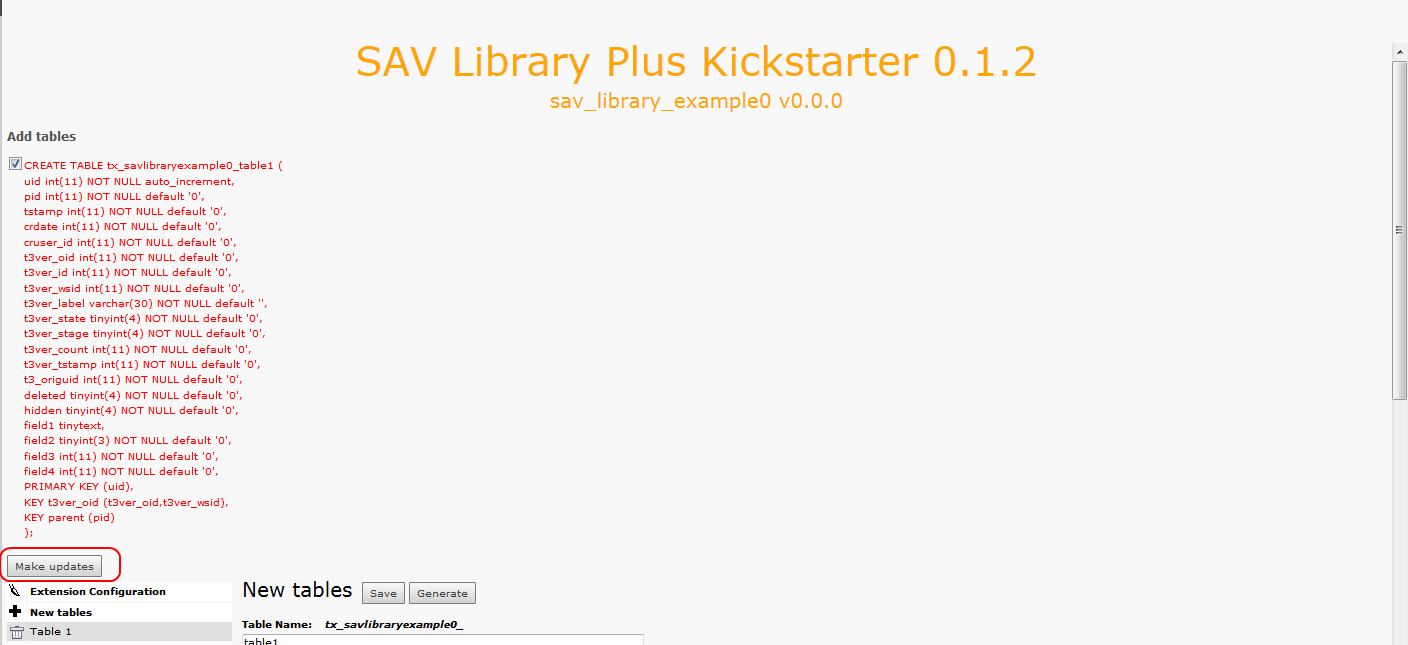 SAV Library Plus Kickstarter 0.1.2
sav_library_example0 v0.0.0
Add tables
CREATE TABLE tx_savlibraryexample0_table1 (
uid int(11) NOT NULL auto_increment,
pid int(11) NOT NULL default '0',
tstamp int(11) NOT NULL default '0',
crdate int(11) NOT NULL default '0',
cruser_id int(11) NOT NULL default '0',
t3ver_oid int(11) NOT NULL default '0',
t3ver_id int(11) NOT NULL default '0',
t3ver_wsid int(11) NOT NULL default '0',
t3ver_label varchar(30) NOT NULL default '',
t3ver_state tinyint(4) NOT NULL default '0',
t3ver_stage tinyint(4) NOT NULL default '0',
t3ver_count int(11) NOT NULL default '0',
t3ver_tstamp int(11) NOT NULL default '0',
t3_origuid int(11) NOT NULL default '0',
deleted tinyint(4) NOT NULL default '0',
hidden tinyint(4) NOT NULL default '0',
field1 tinytext,
field2 tinyint(3) NOT NULL default '0',
field3 int(11) NOT NULL default '0',
field4 int(11) NOT NULL default '0',
PRIMARY KEY (uid),
KEY t3ver_oid (t3ver_oid,t3ver_wsid),
KEY parent (pid)
);
Make updates
Extension Configuration
New tables
Table 1
New tables Save Generate
Table Name: tx_savlibraryexample0_
table1